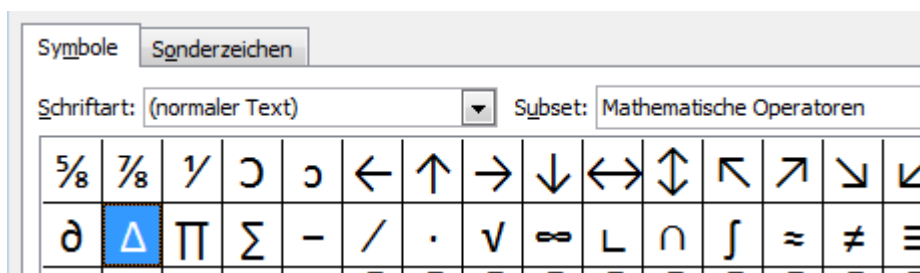 Symbole Sonderzeichen
Schriftart: (normaler Text) Subset: Mathematische Operatoren
⅝ ⅞ ⅟ Ↄ ↄ ← ↑ → ↓ ↔ ↕ ↖ ↗ ↘ ↙
∂ ∆ ∏ ∑ − ∕ ∙ √ ∞ ∟ ∩ ∫ ≈ ≠ ≡